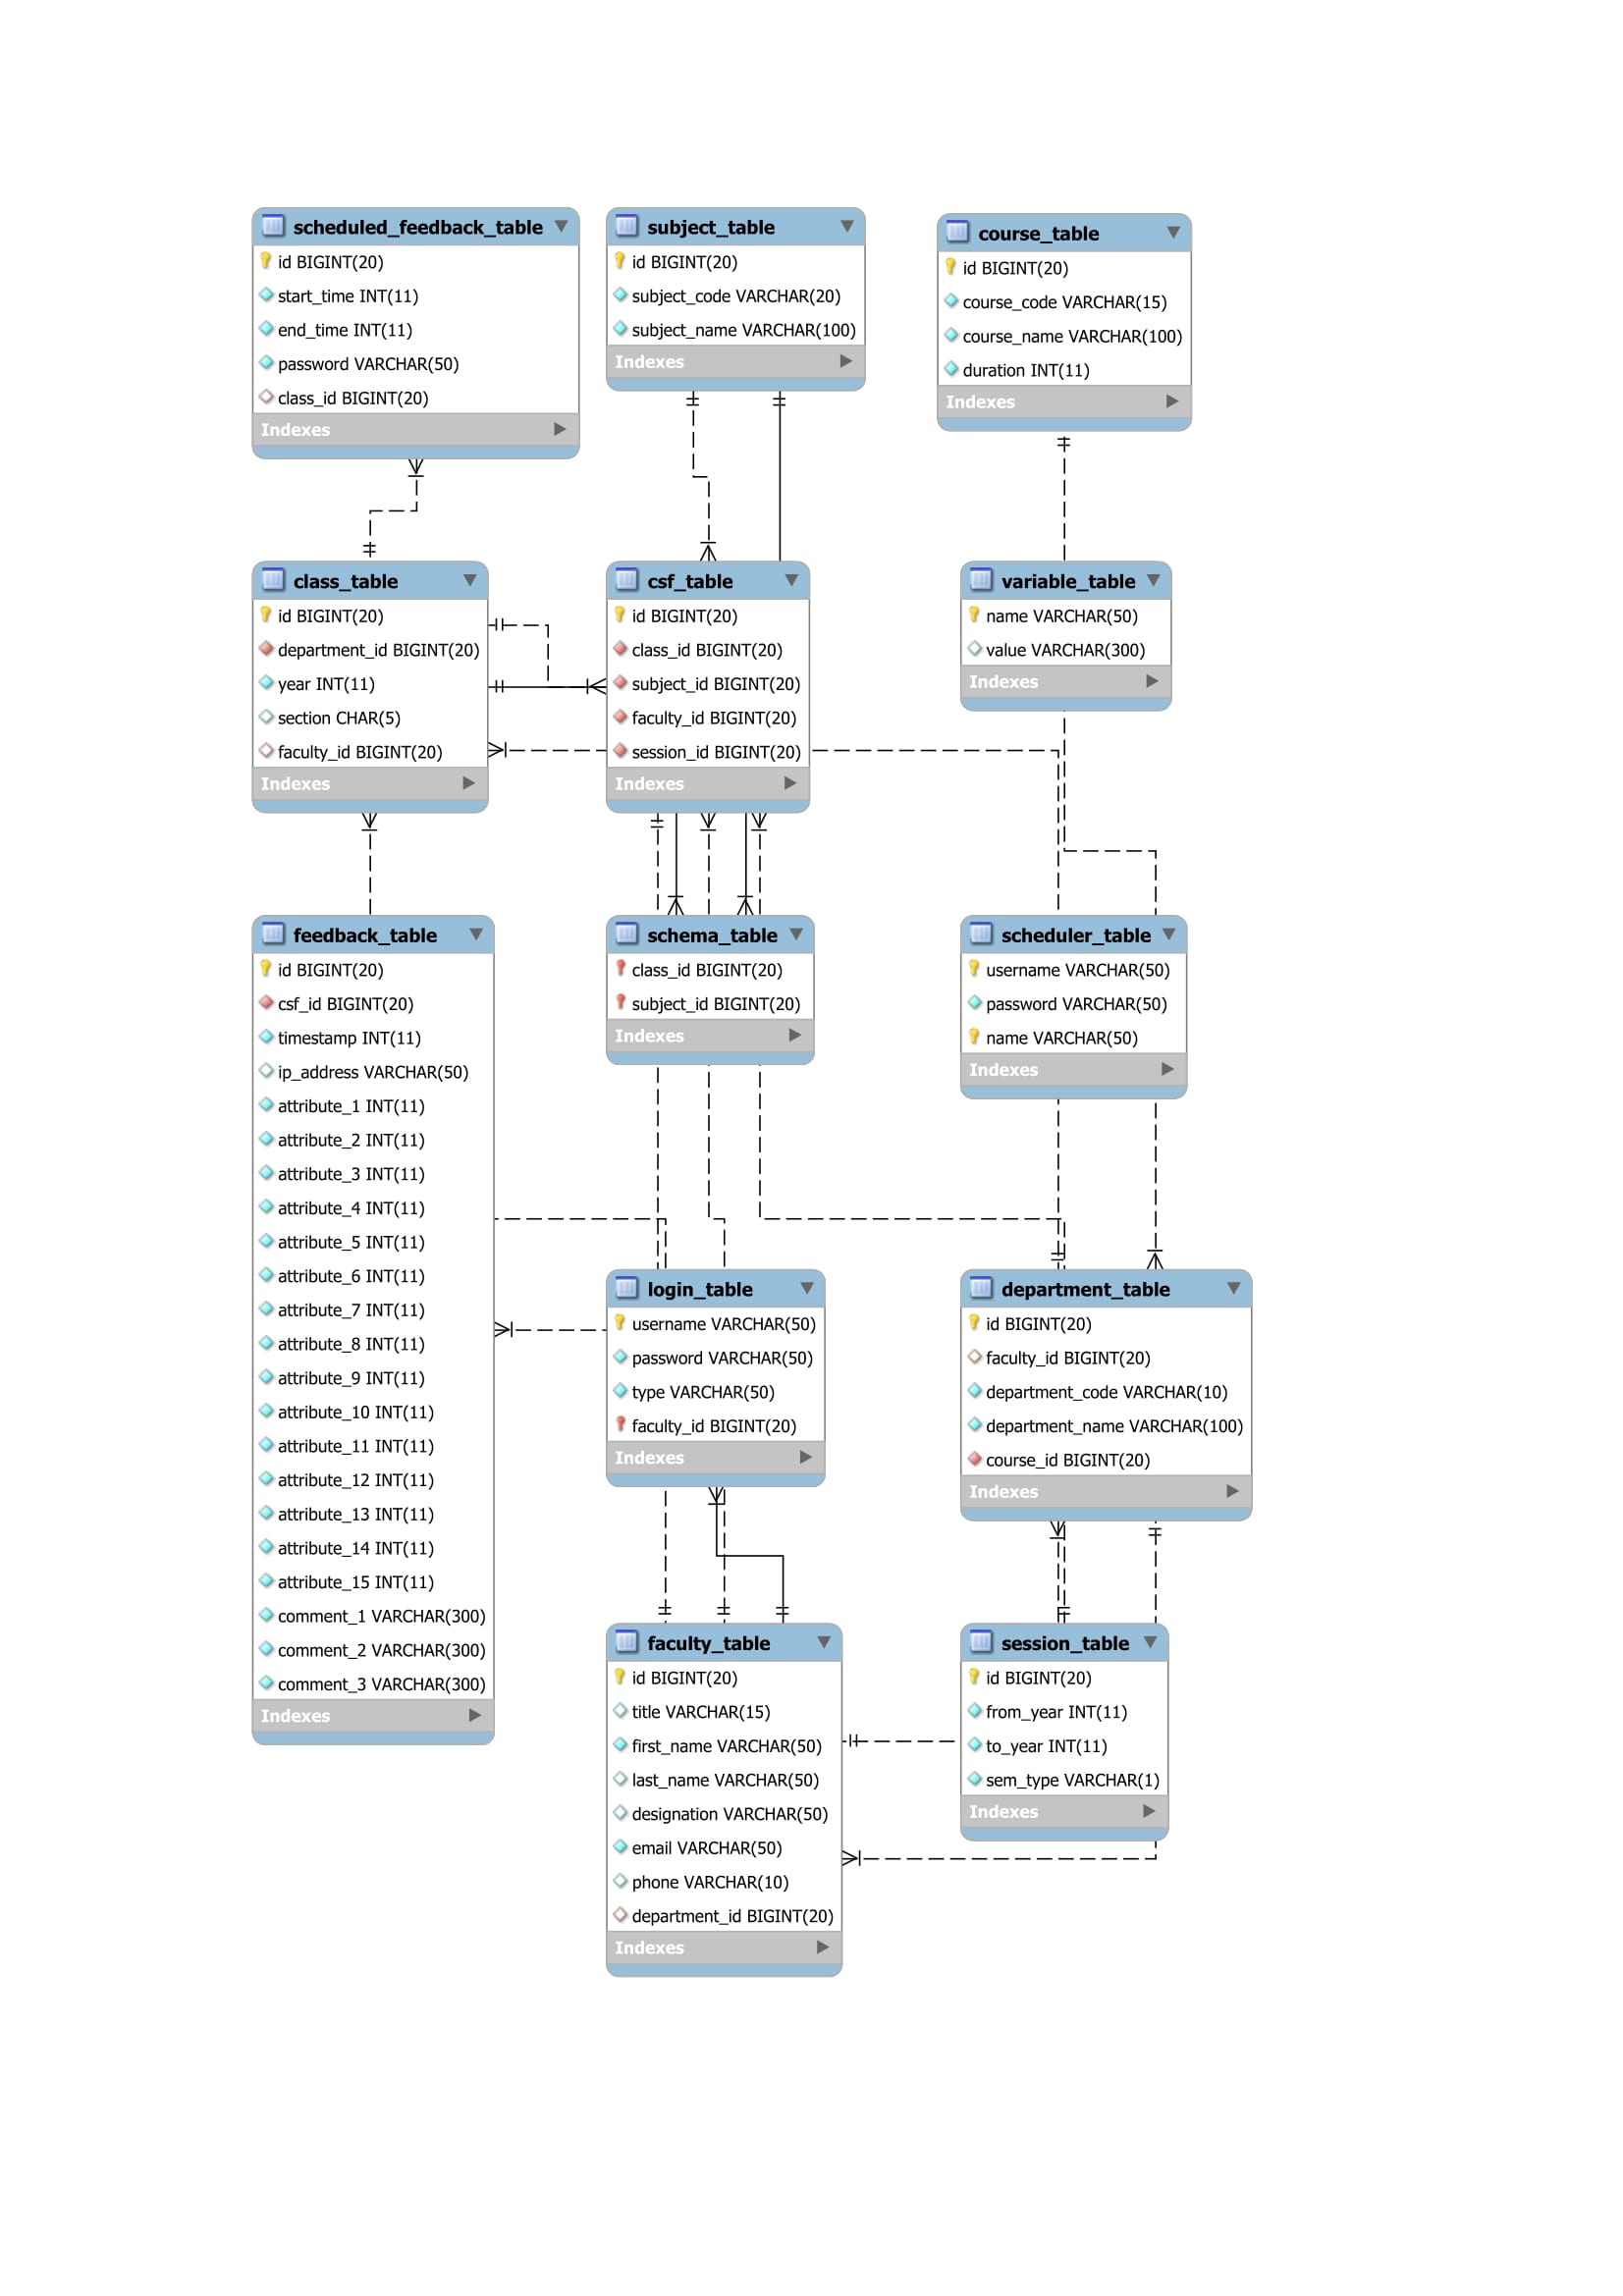 scheduled_feedback_table
id BIGINT(20)
start_time INT(11)
end_time INT(11)
password VARCHAR(50)
class_id BIGINT(20)
Indexes
subject_table
id BIGINT(20)
subject_code VARCHAR(20)
subject_name VARCHAR(100)
Indexes
course_table
id BIGINT(20)
course_code VARCHAR(15)
course_name VARCHAR(100)
duration INT(11)
Indexes
class_table
id BIGINT(20)
department_id BIGINT(20)
year INT(11)
section CHAR(5)
faculty_id BIGINT(20)
Indexes
csf_table
id BIGINT(20)
class_id BIGINT(20)
subject_id BIGINT(20)
faculty_id BIGINT(20)
session_id BIGINT(20)
Indexes
variable_table
name VARCHAR(50)
value VARCHAR(300)
Indexes
feedback_table
id BIGINT(20)
csf_id BIGINT(20)
timestamp INT(11)
ip_address VARCHAR(50)
attribute_1 INT(11)
attribute_2 INT(11)
attribute_3 INT(11)
attribute_4 INT(11)
attribute_5 INT(11)
attribute_6 INT(11)
attribute_7 INT(11)
attribute_8 INT(11)
attribute_9 INT(11)
attribute_10 INT(11)
attribute_11 INT(11)
attribute_12 INT(11)
attribute_13 INT(11)
attribute_14 INT(11)
attribute_15 INT(11)
comment_1 VARCHAR(300)
comment_2 VARCHAR(300)
comment_3 VARCHAR(300)
Indexes
schema_table
class_id BIGINT(20)
subject_id BIGINT(20)
Indexes
scheduler_table
username VARCHAR(50)
password VARCHAR(50)
name VARCHAR(50)
Indexes
login_table
username VARCHAR(50)
password VARCHAR(50)
type VARCHAR(50)
faculty_id BIGINT(20)
Indexes
department_table
id BIGINT(20)
faculty_id BIGINT(20)
department_code VARCHAR(10)
department_name VARCHAR(100)
course_id BIGINT(20)
Indexes
faculty_table
id BIGINT(20)
title VARCHAR(15)
first_name VARCHAR(50)
last_name VARCHAR(50)
designation VARCHAR(50)
email VARCHAR(50)
phone VARCHAR(10)
department_id BIGINT(20)
Indexes
session_table
id BIGINT(20)
from_year INT(11)
to_year INT(11)
sem_type VARCHAR(1)
Indexes